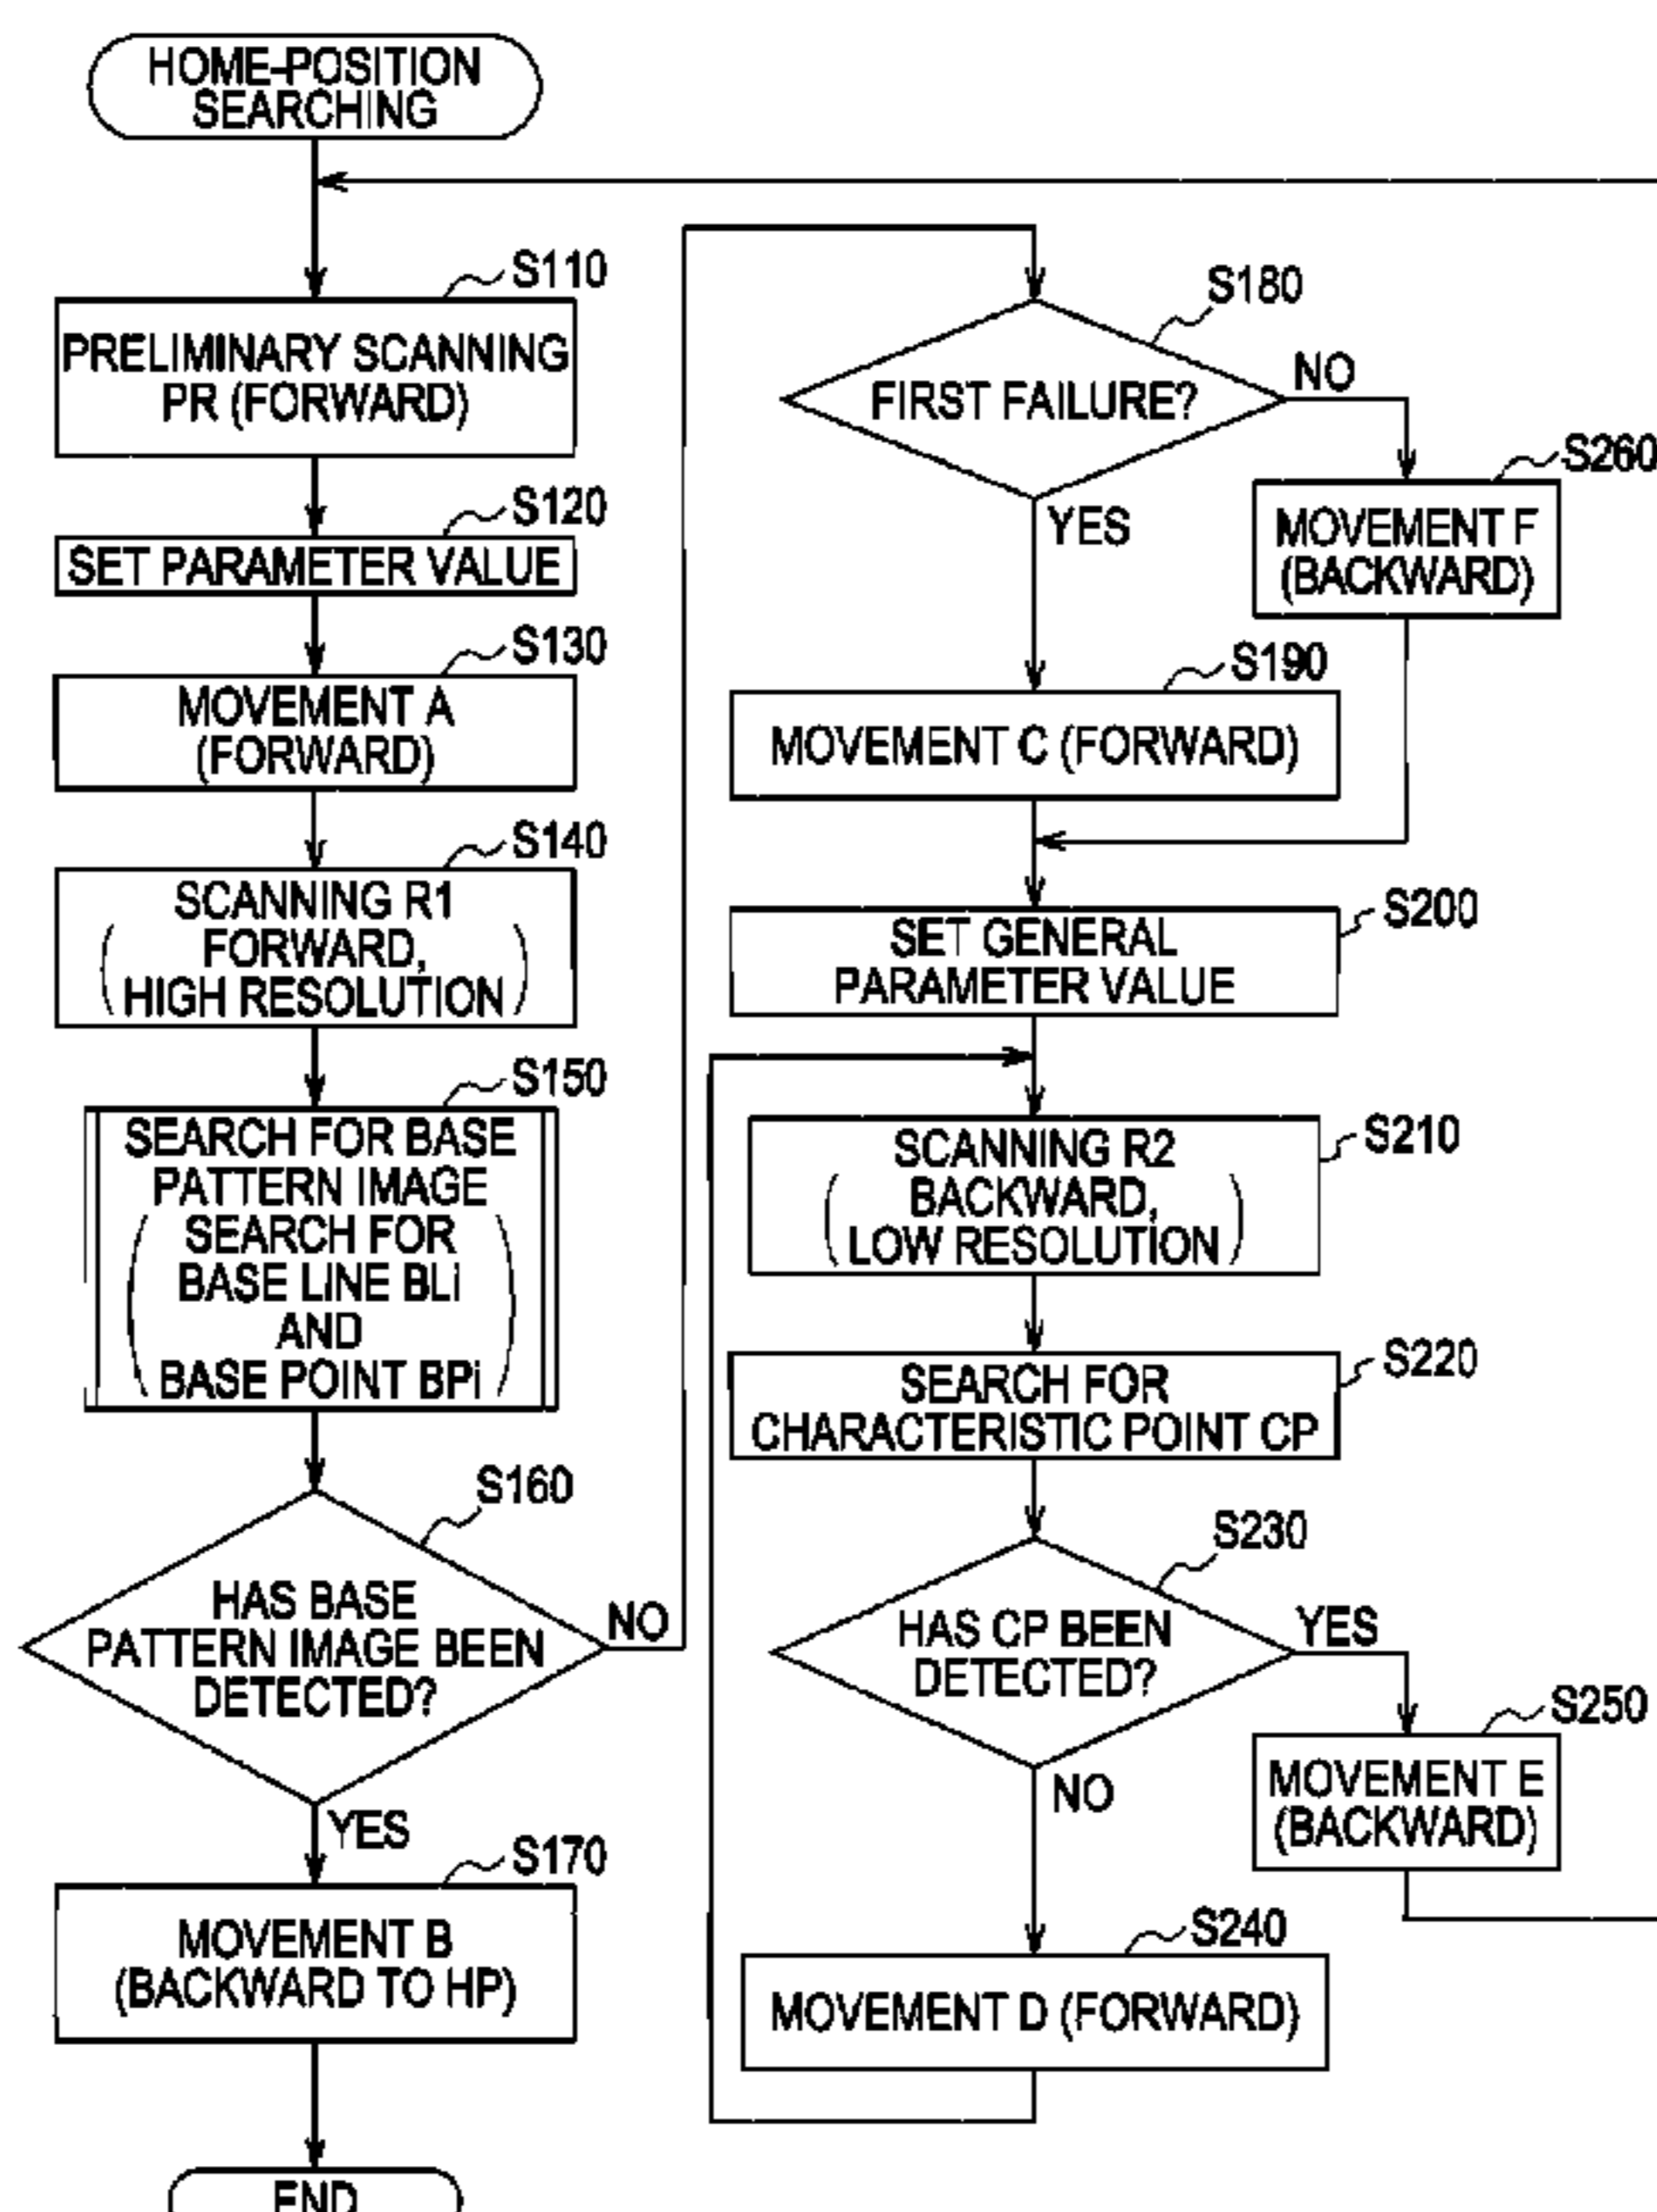 HOME-POSITION
SEARCHING
S110
PRELIMINARY SCANNING
PR (FORWARD)
S120
SET PARAMETER VALUE
S130
MOVEMENT A
(FORWARD)
S140
SCANNING R1
(FORWARD,
HIGH RESOLUTION)
S150
SEARCH FOR BASE
PATTERN IMAGE
(SEARCH FOR
BASE LINE BLi
AND
BASE POINT BPi)
S160
HAS BASE
PATTERN IMAGE BEEN
DETECTED?
NO
YES
S170
MOVEMENT B
(BACKWARD TO HP)
END
S180
FIRST FAILURE?
NO
YES
S260
MOVEMENT F
(BACKWARD)
S190
MOVEMENT C (FORWARD)
S200
SET GENERAL
PARAMETER VALUE
S210
SCANNING R2
(BACKWARD,
LOW RESOLUTION)
S220
SEARCH FOR
CHARACTERISTIC POINT CP
S230
HAS CP BEEN
DETECTED?
YES
NO
S250
MOVEMENT E
(BACKWARD)
S240
MOVEMENT D (FORWARD)